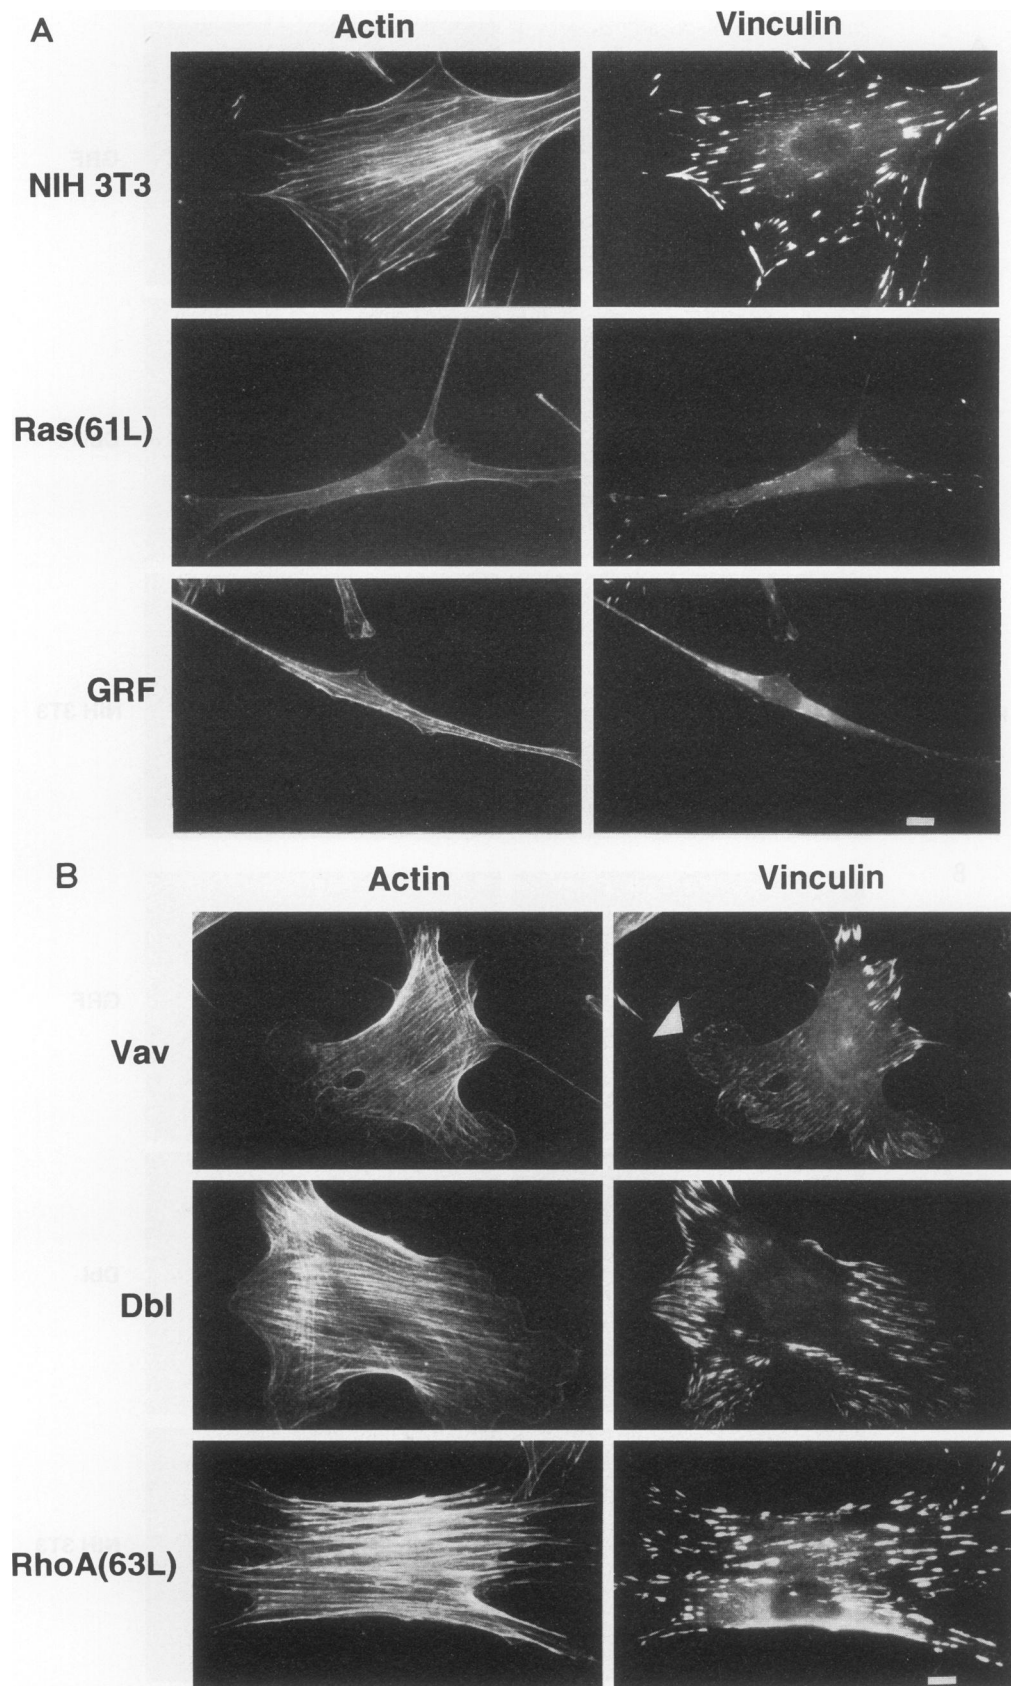 A
Actin Vinculin
NIH 3T3
Ras(61L)
GRF
B
Actin Vinculin
Vav
Dbl
RhoA(63L)